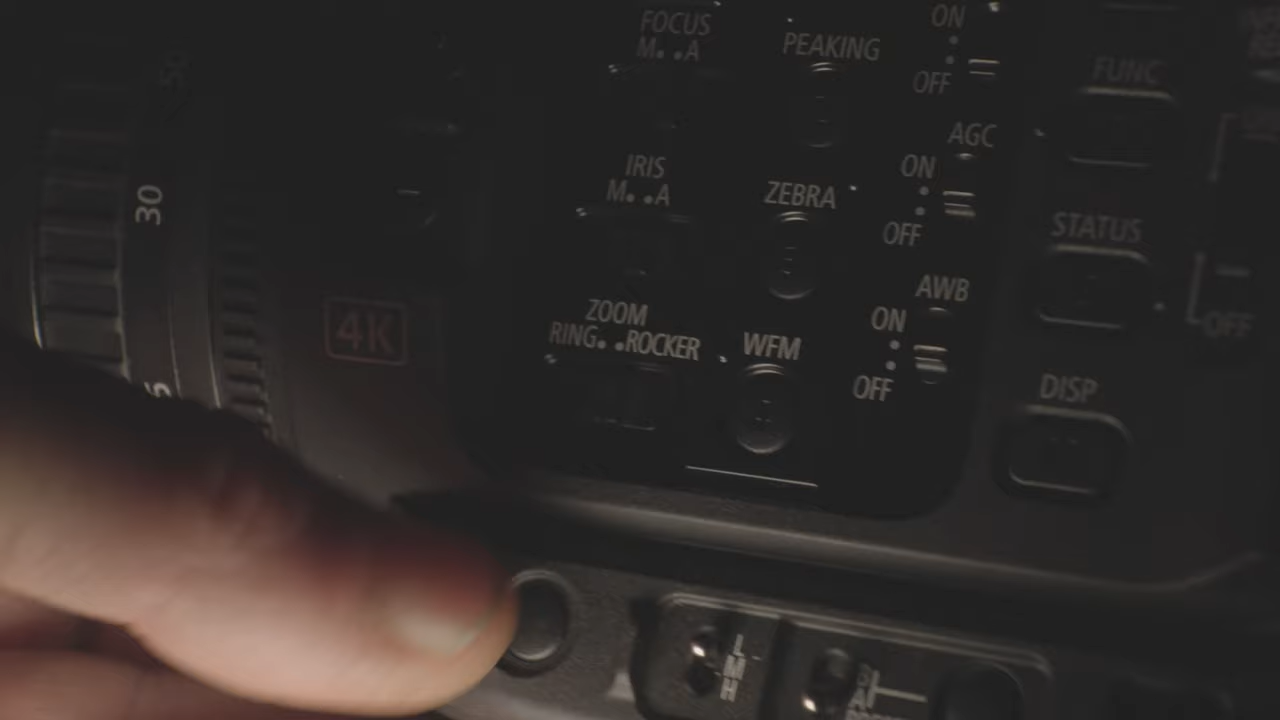 FOCUS
M..A
PEAKING
ON
OFF
FUNC
AGC
ON
OFF
IRIS
M..A
ZEBRA
STATUS
30
AWB
ON
OFF
4K
ZOOM
RING..ROCKER
WFM
DISP
OFF
L
M
H